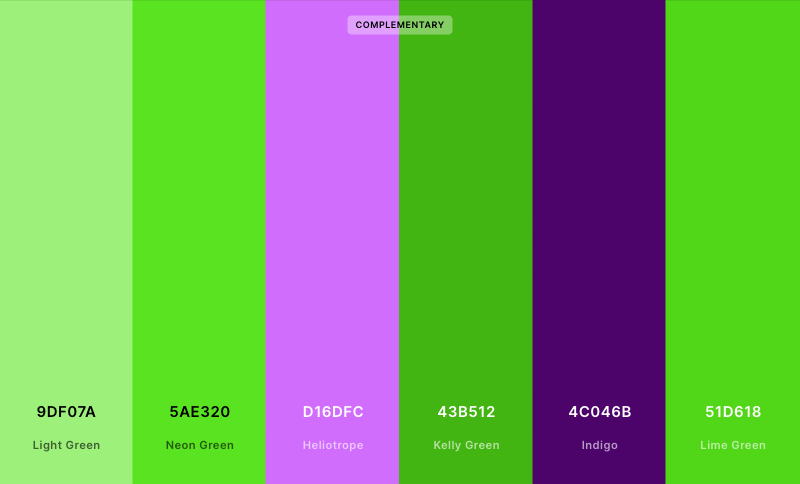 COMPLEMENTARY
9DF07A
Light Green
5AE320
Neon Green
D16DFC
Heliotrope
43B512
Kelly Green
4C046B
Indigo
51D618
Lime Green